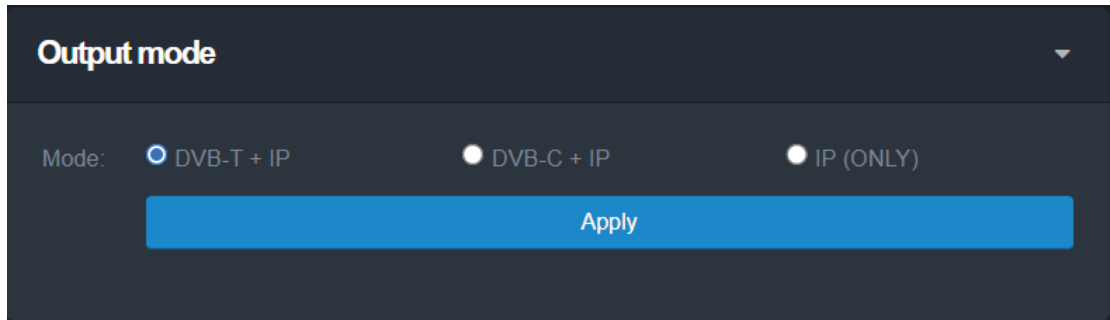 Output mode
Mode: DVB-T + IP DVB-C + IP IP (ONLY)
Apply